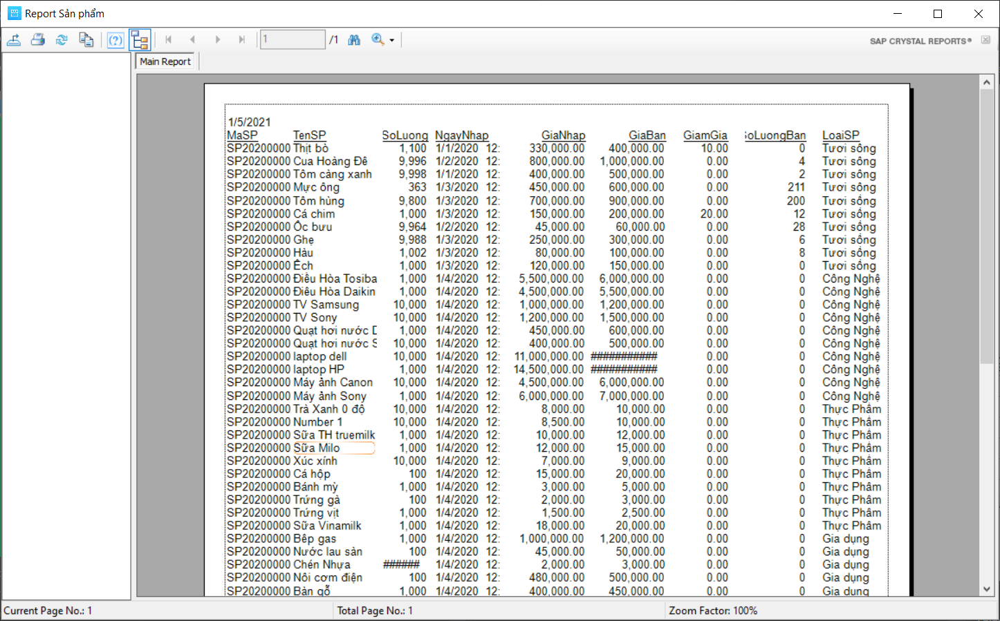 Report Sản phẩm
1 /1 SAP CRYSTAL REPORTS®
Main Report
1/5/2021
MaSP TenSP SoLuong NgayNhap GiaNhap GiaBan GiamGia SoLuongBan LoaiSP
SP20200000 Thịt bò 1,100 1/1/2020 12: 330,000.00 400,000.00 10.00 0 Tươi sống
SP20200000 Cua Hoàng Đế 9,996 1/2/2020 12: 800,000.00 1,000,000.00 0.00 4 Tươi sống
SP20200000 Tôm càng xanh 9,998 1/1/2020 12: 400,000.00 500,000.00 0.00 2 Tươi sống
SP20200000 Mực ống 363 1/3/2020 12: 450,000.00 600,000.00 0.00 211 Tươi sống
SP20200000 Tôm hùng 9,800 1/3/2020 12: 700,000.00 900,000.00 0.00 200 Tươi sống
SP20200000 Cá chim 1,000 1/3/2020 12: 150,000.00 200,000.00 20.00 12 Tươi sống
SP20200000 Ốc bưu 9,964 1/2/2020 12: 45,000.00 60,000.00 0.00 28 Tươi sống
SP20200000 Ghẹ 9,988 1/3/2020 12: 250,000.00 300,000.00 0.00 6 Tươi sống
SP20200000 Hàu 1,002 1/3/2020 12: 80,000.00 100,000.00 0.00 8 Tươi sống
SP20200000 Ếch 1,000 1/3/2020 12: 120,000.00 150,000.00 0.00 0 Tươi sống
SP20200000 Điều Hòa Tosiba 1,000 1/4/2020 12: 5,500,000.00 6,000,000.00 0.00 0 Công Nghệ
SP20200000 Điều Hòa Daikin 1,000 1/4/2020 12: 4,500,000.00 5,500,000.00 0.00 0 Công Nghệ
SP20200000 TV Samsung 10,000 1/4/2020 12: 1,000,000.00 1,200,000.00 0.00 0 Công Nghệ
SP20200000 TV Sony 10,000 1/4/2020 12: 1,200,000.00 1,500,000.00 0.00 0 Công Nghệ
SP20200000 Quạt hơi nước D 1,000 1/4/2020 12: 450,000.00 600,000.00 0.00 0 Công Nghệ
SP20200000 Quạt hơi nước S 10,000 1/4/2020 12: 400,000.00 500,000.00 0.00 0 Công Nghệ
SP20200000 laptop dell 10,000 1/4/2020 12: 11,000,000.00 ########### 0.00 0 Công Nghệ
SP20200000 laptop HP 1,000 1/4/2020 12: 14,500,000.00 ########### 0.00 0 Công Nghệ
SP20200000 Máy ảnh Canon 10,000 1/4/2020 12: 4,500,000.00 6,000,000.00 0.00 0 Công Nghệ
SP20200000 Máy ảnh Sony 1,000 1/4/2020 12: 6,000,000.00 7,000,000.00 0.00 0 Công Nghệ
SP20200000 Trà Xanh 0 độ 10,000 1/4/2020 12: 8,000.00 10,000.00 0.00 0 Thực Phẩm
SP20200000 Number 1 10,000 1/4/2020 12: 8,500.00 10,000.00 0.00 0 Thực Phẩm
SP20200000 Sữa TH truemilk 1,000 1/4/2020 12: 10,000.00 12,000.00 0.00 0 Thực Phẩm
SP20200000 Sữa Milo 1,000 1/4/2020 12: 12,000.00 15,000.00 0.00 0 Thực Phẩm
SP20200000 Xúc xính 10,000 1/4/2020 12: 7,000.00 9,000.00 0.00 0 Thực Phẩm
SP20200000 Cá hộp 100 1/4/2020 12: 15,000.00 20,000.00 0.00 0 Thực Phẩm
SP20200000 Bánh mỳ 1,000 1/4/2020 12: 3,000.00 5,000.00 0.00 0 Thực Phẩm
SP20200000 Trứng gà 100 1/4/2020 12: 2,000.00 3,000.00 0.00 0 Thực Phẩm
SP20200000 Trứng vịt 1,000 1/4/2020 12: 1,500.00 2,500.00 0.00 0 Thực Phẩm
SP20200000 Sữa Vinamilk 1,000 1/4/2020 12: 18,000.00 20,000.00 0.00 0 Thực Phẩm
SP20200000 Bếp gas 1,000 1/4/2020 12: 1,000,000.00 1,200,000.00 0.00 0 Gia dụng
SP20200000 Nước lau sàn 100 1/4/2020 12: 45,000.00 50,000.00 0.00 0 Gia dụng
SP20200000 Chén Nhựa ###### 1/4/2020 12: 2,000.00 3,000.00 0.00 0 Gia dụng
SP20200000 Nồi cơm điện 100 1/4/2020 12: 480,000.00 500,000.00 0.00 0 Gia dụng
SP20200000 Bàn gỗ 1,000 1/4/2020 12: 400,000.00 450,000.00 0.00 0 Gia dụng
Current Page No.: 1 Total Page No.: 1 Zoom Factor: 100%